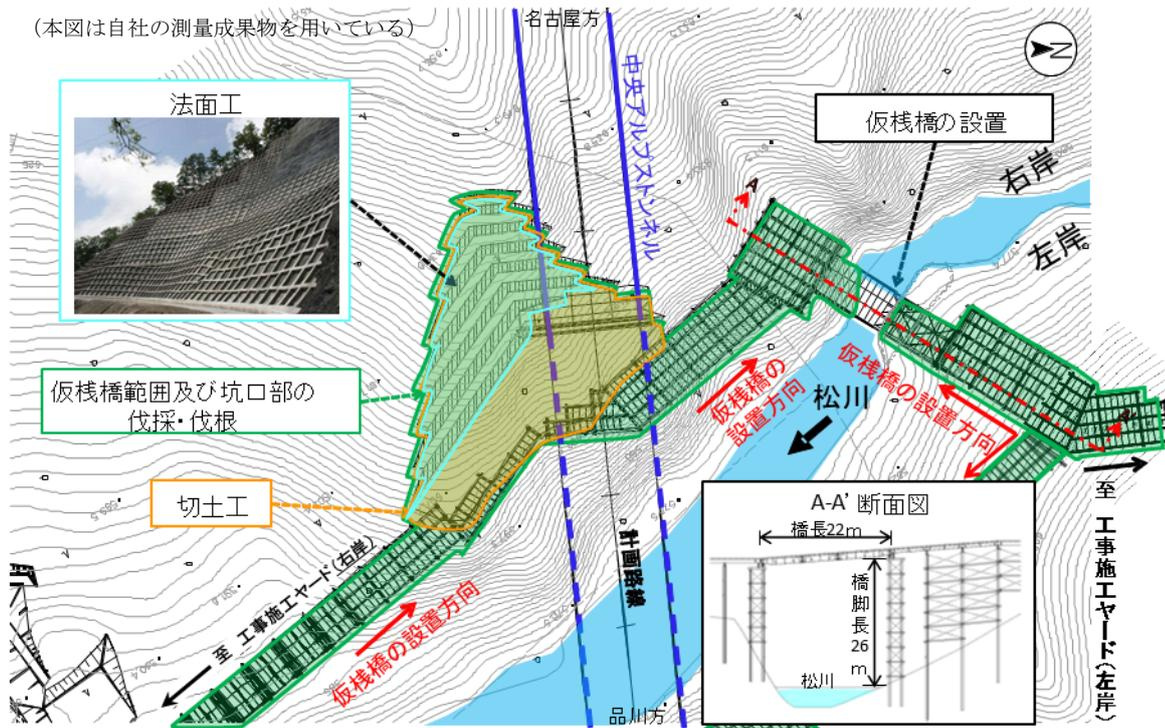 (本図は自社の測量成果物を用いている)
名古屋方
中央アルプストンネル
法面工
仮桟橋の設置
右岸
左岸
A
仮桟橋範囲及び坑口部の
伐採・伐根
仮桟橋の
設置方向
松川
仮桟橋の設置方向
A'
切土工
至 工事施工ヤード(右岸)
仮桟橋の設置方向
計画路線
品川方
至 工事施工ヤード(左岸)
A-A' 断面図
橋長22m
橋脚長26m
松川
N